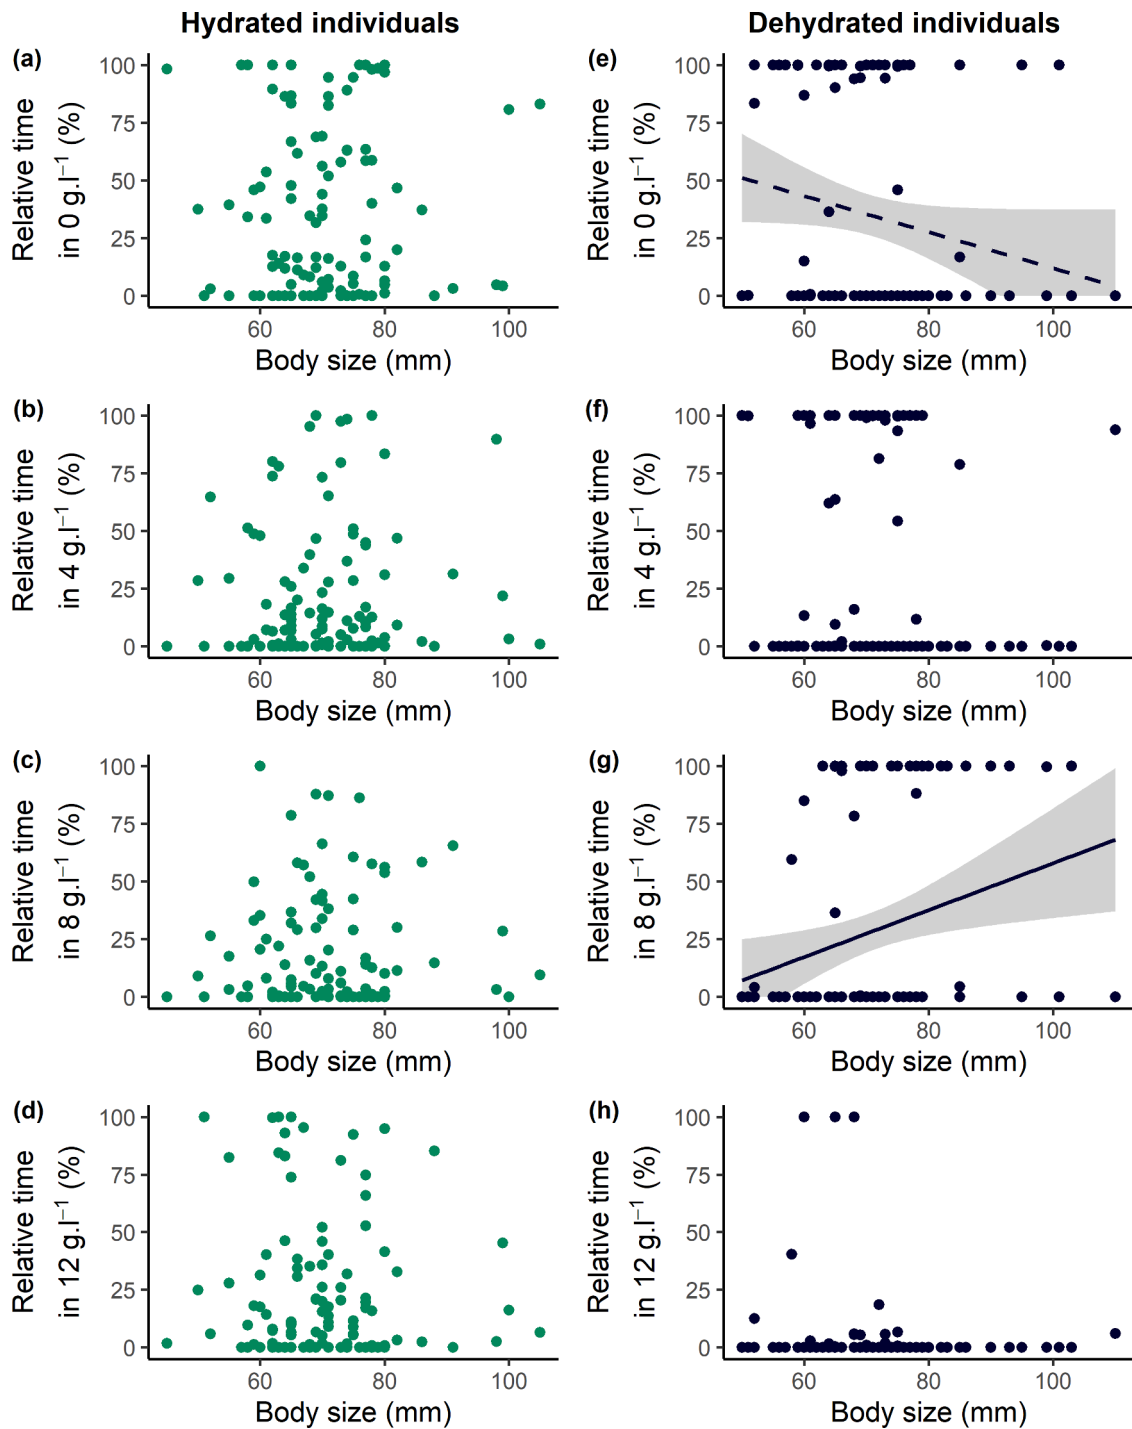 Hydrated individuals
Dehydrated individuals
(a)
Relative time
in 0 g.l⁻¹ (%)
100
75
50
25
0
60 80 100
Body size (mm)
(e)
Relative time
in 0 g.l⁻¹ (%)
100
75
50
25
0
60 80 100
Body size (mm)
(b)
Relative time
in 4 g.l⁻¹ (%)
100
75
50
25
0
60 80 100
Body size (mm)
(f)
Relative time
in 4 g.l⁻¹ (%)
100
75
50
25
0
60 80 100
Body size (mm)
(c)
Relative time
in 8 g.l⁻¹ (%)
100
75
50
25
0
60 80 100
Body size (mm)
(g)
Relative time
in 8 g.l⁻¹ (%)
100
75
50
25
0
60 80 100
Body size (mm)
(d)
Relative time
in 12 g.l⁻¹ (%)
100
75
50
25
0
60 80 100
Body size (mm)
(h)
Relative time
in 12 g.l⁻¹ (%)
100
75
50
25
0
60 80 100
Body size (mm)